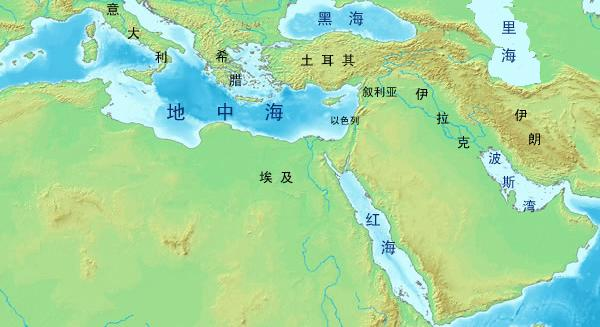 意大利
黑海
里海
希腊
土耳其
地中海
叙利亚
伊拉克
伊朗
以色列
波斯湾
埃及
红海